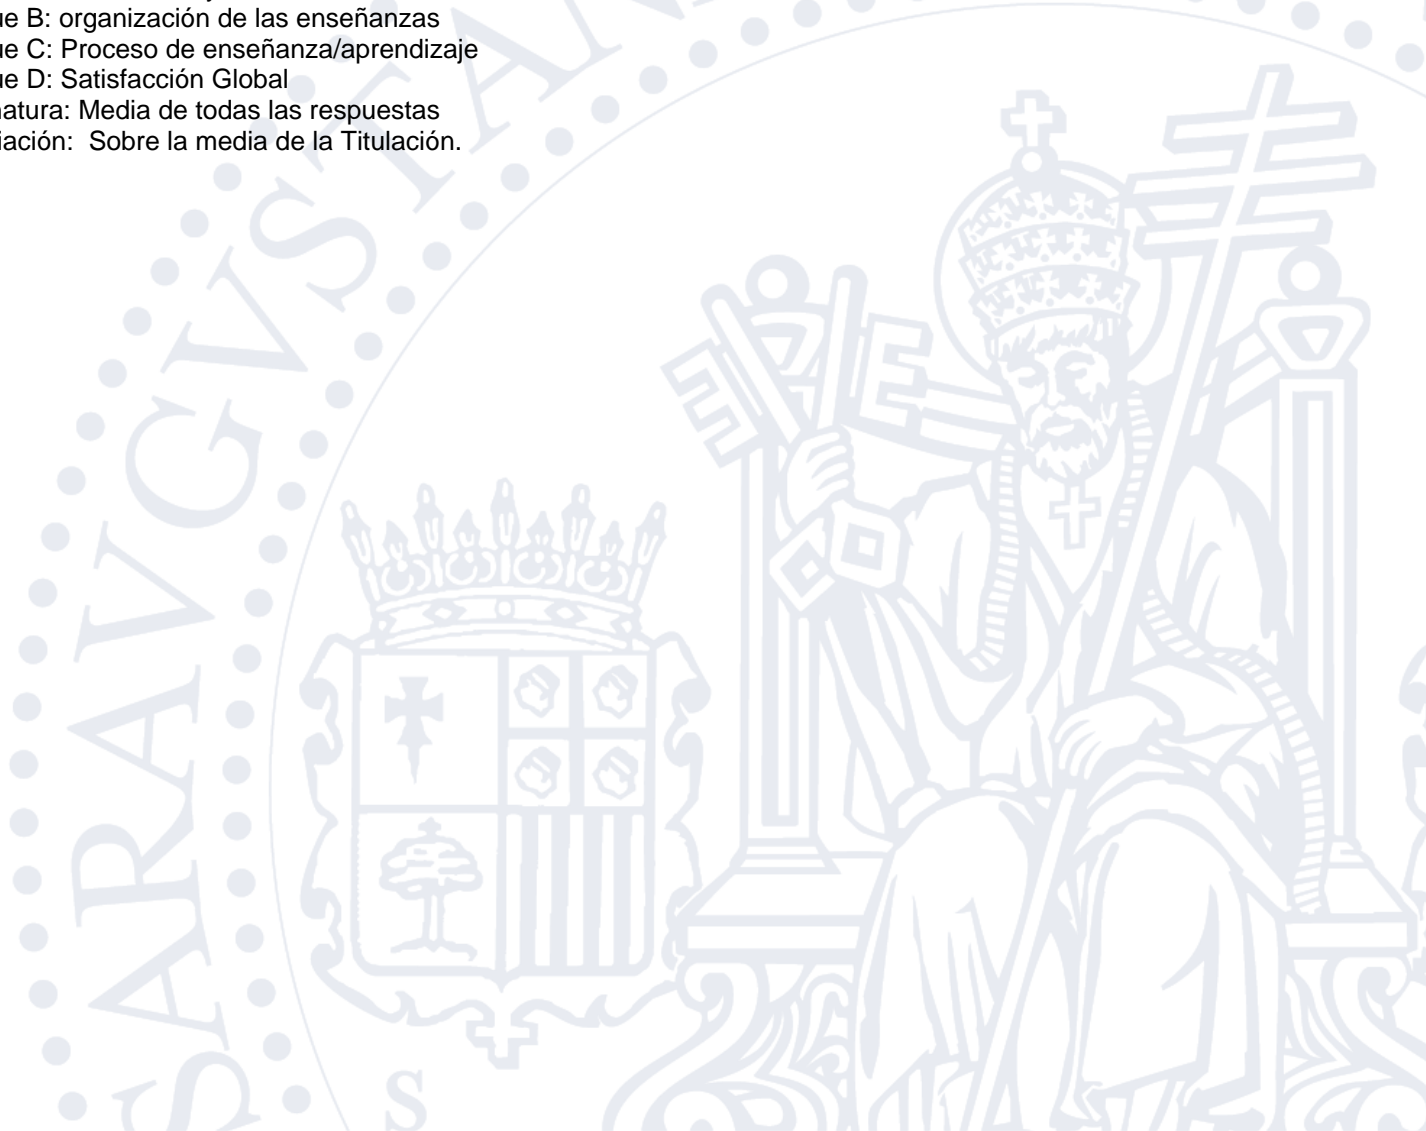 ue B: organización de las enseñanzas
ue C: Proceso de enseñanza/aprendizaje
ue D: Satisfacción Global
natura: Media de todas las respuestas
iación:  Sobre la media de la Titulación.
SARAVGVSTAN
S